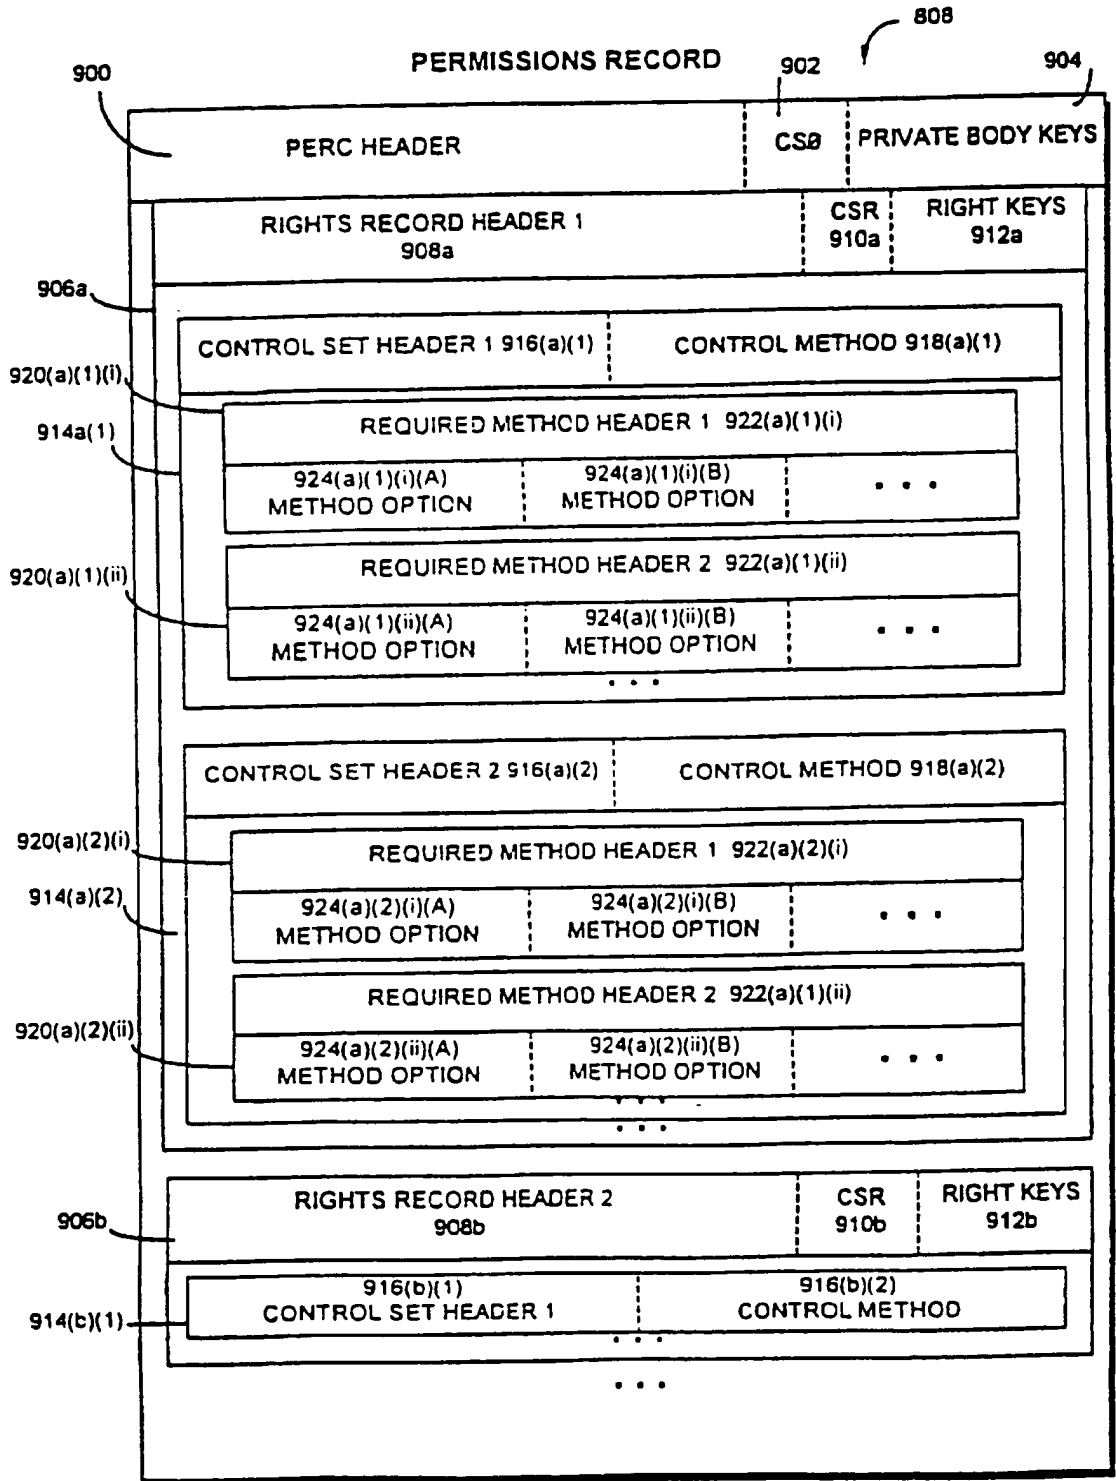 808
PERMISSIONS RECORD
900
902
904
PERC HEADER
CS0
PRIVATE BODY KEYS
RIGHTS RECORD HEADER 1
908a
CSR
910a
RIGHT KEYS
912a
906a
CONTROL SET HEADER 1 916(a)(1)
CONTROL METHOD 918(a)(1)
920(a)(1)(i)
REQUIRED METHOD HEADER 1 922(a)(1)(i)
914a(1)
924(a)(1)(i)(A)
METHOD OPTION
924(a)(1)(i)(B)
METHOD OPTION
• • •
REQUIRED METHOD HEADER 2 922(a)(1)(ii)
920(a)(1)(ii)
924(a)(1)(ii)(A)
METHOD OPTION
924(a)(1)(ii)(B)
METHOD OPTION
• • •
• • •
CONTROL SET HEADER 2 916(a)(2)
CONTROL METHOD 918(a)(2)
920(a)(2)(i)
REQUIRED METHOD HEADER 1 922(a)(2)(i)
914(a)(2)
924(a)(2)(i)(A)
METHOD OPTION
924(a)(2)(i)(B)
METHOD OPTION
• • •
REQUIRED METHOD HEADER 2 922(a)(1)(ii)
920(a)(2)(ii)
924(a)(2)(ii)(A)
METHOD OPTION
924(a)(2)(ii)(B)
METHOD OPTION
• • •
• • •
• • •
RIGHTS RECORD HEADER 2
908b
CSR
910b
RIGHT KEYS
912b
906b
916(b)(1)
CONTROL SET HEADER 1
916(b)(2)
CONTROL METHOD
914(b)(1)
• • •
• • •